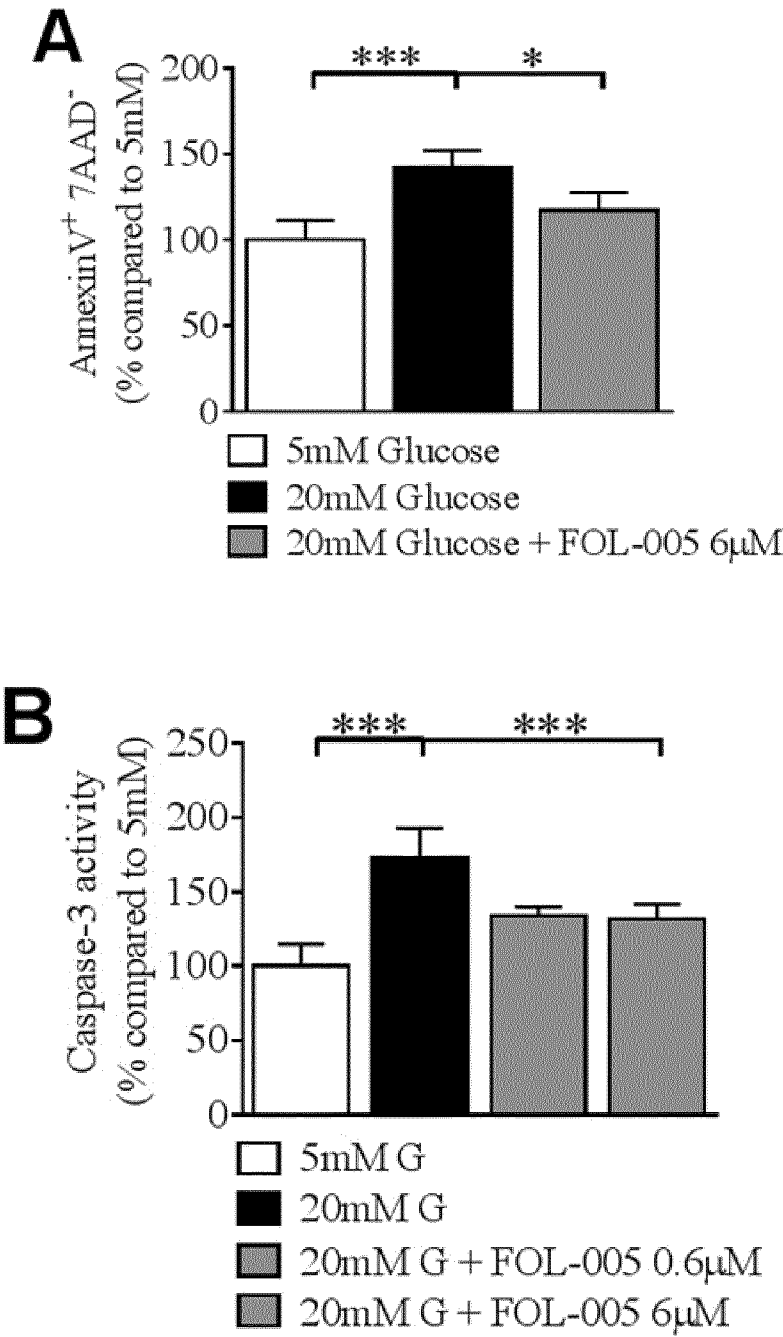 A
*** *
200
150
100
50
0
AnnexinV+ 7AAD-
(% compared to 5mM)
5mM Glucose
20mM Glucose
20mM Glucose + FOL-005 6μM
B
*** ***
250
200
150
100
50
0
Caspase-3 activity
(% compared to 5mM)
5mM G
20mM G
20mM G + FOL-005 0.6μM
20mM G + FOL-005 6μM